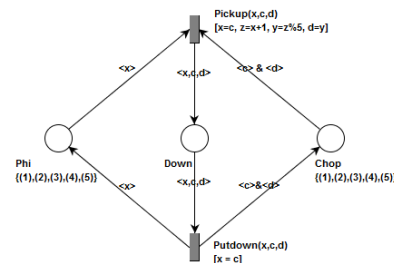 Pickup(x,c,d)
[x=c, z=x+1, y=z%5, d=y]
<x>
<x,c,d>
<c> & <d>
Phi
{(1),(2),(3),(4),(5)}
Down
Chop
{(1),(2),(3),(4),(5)}
<x>
<x,c,d>
<c>&<d>
Putdown(x,c,d)
[x = c]